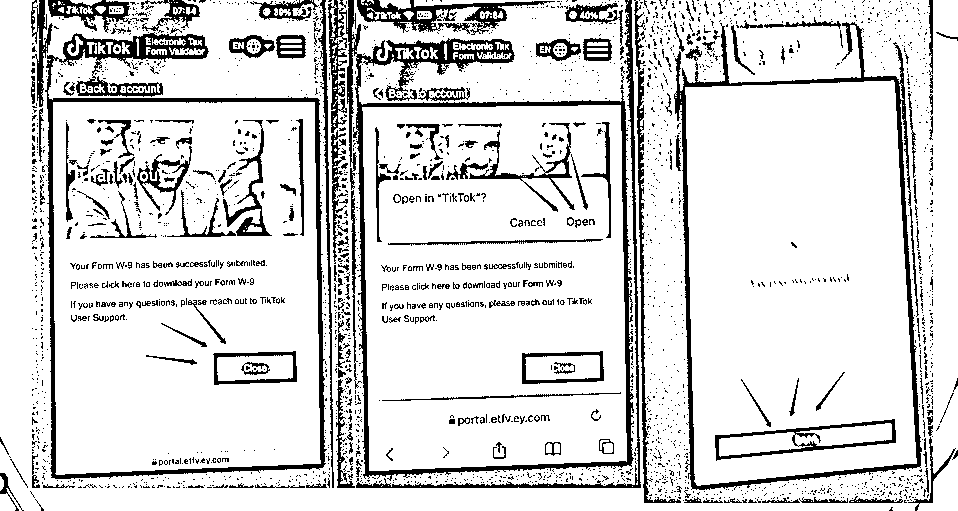 TikTok
07:54
40%
TikTok
Electronic Tax
Form Validator
EN
Back to account
Thank you
Your Form W-9 has been successfully submitted.
Please click here to download your Form W-9
If you have any questions, please reach out to TikTok
User Support.
Close
portal.etfv.ey.com
TikTok
07:54
40%
TikTok
Electronic Tax
Form Validator
EN
Back to account
Open in "TikTok"?
Cancel
Open
Your Form W-9 has been successfully submitted.
Please click here to download your Form W-9
If you have any questions, please reach out to TikTok
User Support.
Close
portal.etfv.ey.com